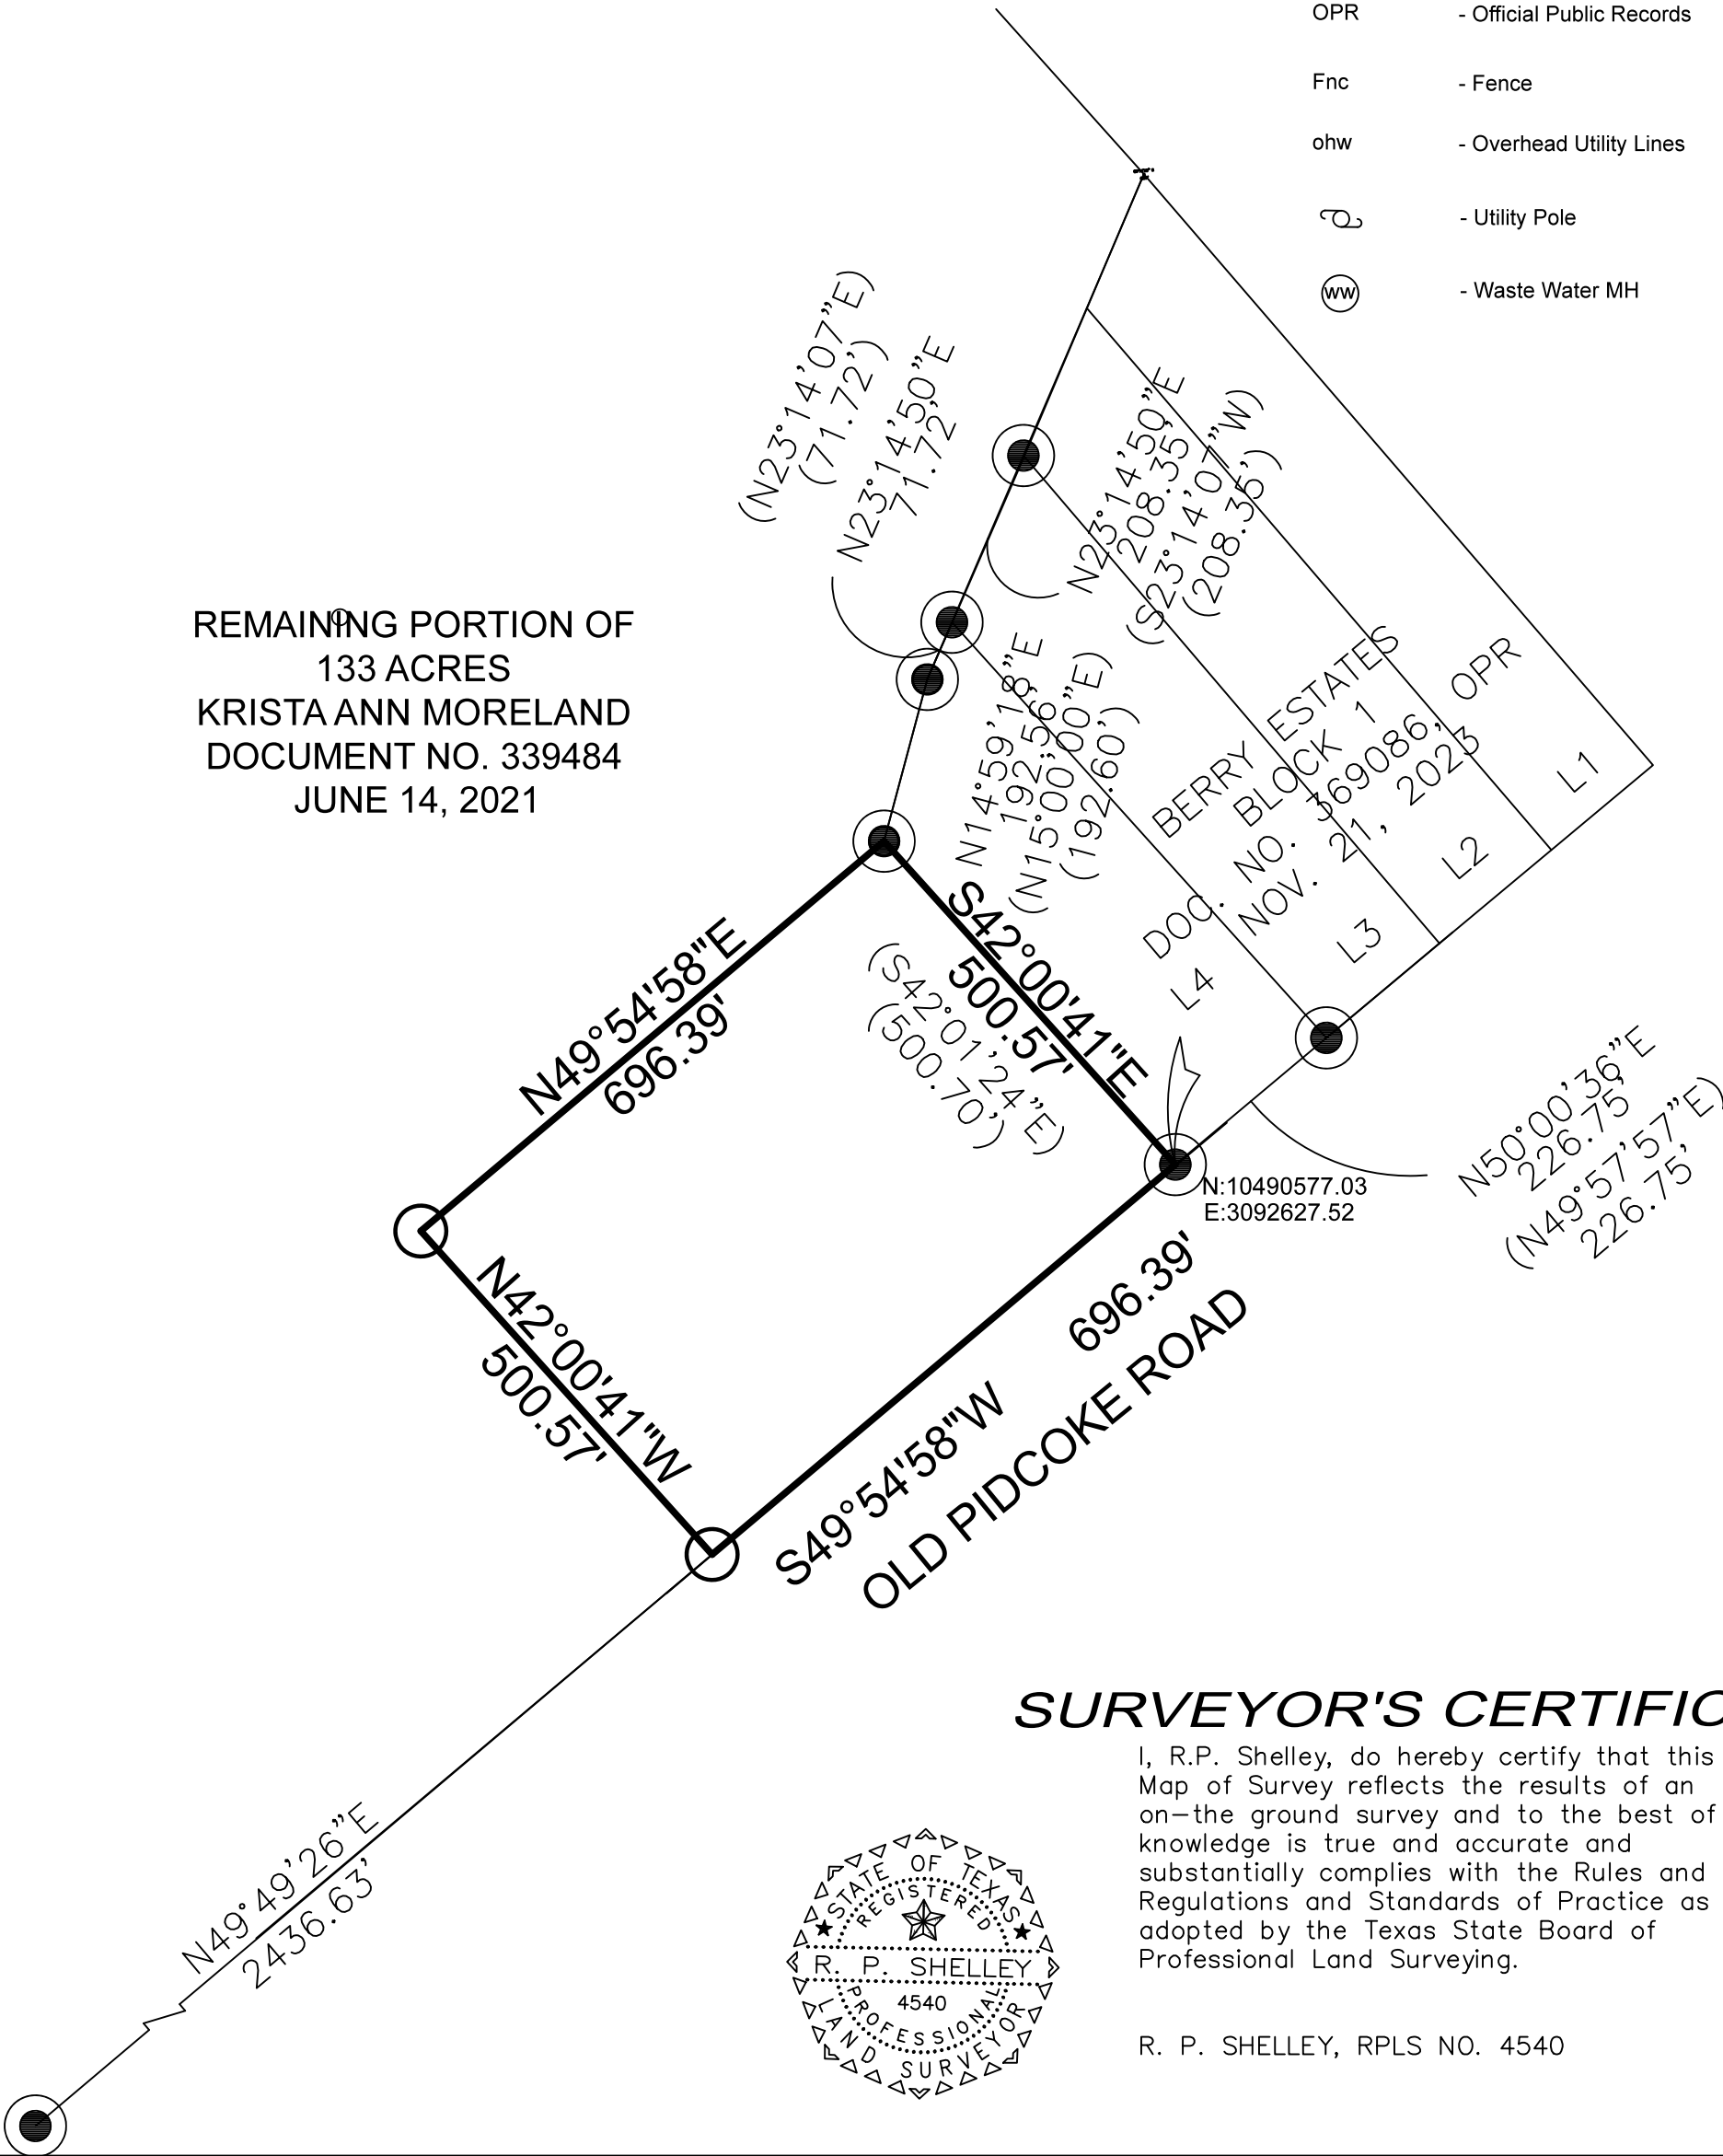 OPR - Official Public Records
Fnc - Fence
ohw - Overhead Utility Lines
- Utility Pole
WW - Waste Water MH
(N23°14'07"E)
(71.72')
N23°14'50"E
71.72'
N23°14'50"E
208.35'
(S23°14'07"W)
(208.35')
REMAINING PORTION OF
133 ACRES
KRISTA ANN MORELAND
DOCUMENT NO. 339484
JUNE 14, 2021
N14°59'18"E
192.56'
(N15°00'00"E)
(192.60')
BERRY ESTATES
BLOCK 1
DOC. NO. 369086, OPR
NOV. 21, 2023
L1
L2
L3
L4
N49°54'58"E
696.39'
S42°00'41"E
500.57'
(S42°01'24"E)
(500.70')
N50°00'36"E
226.75'
(N49°57'57"E)
226.75'
N:10490577.03
E:3092627.52
N42°00'41"W
500.57'
696.39'
S49°54'58"W
OLD PIDCOKE ROAD
N49°49'26"E
2436.63'
SURVEYOR'S CERTIFIC
I, R.P. Shelley, do hereby certify that this
Map of Survey reflects the results of an
on-the ground survey and to the best of
knowledge is true and accurate and
substantially complies with the Rules and
Regulations and Standards of Practice as
adopted by the Texas State Board of
Professional Land Surveying.
STATE OF TEXAS
REGISTERED
R. P. SHELLEY
4540
PROFESSIONAL
LAND SURVEYOR
R. P. SHELLEY, RPLS NO. 4540